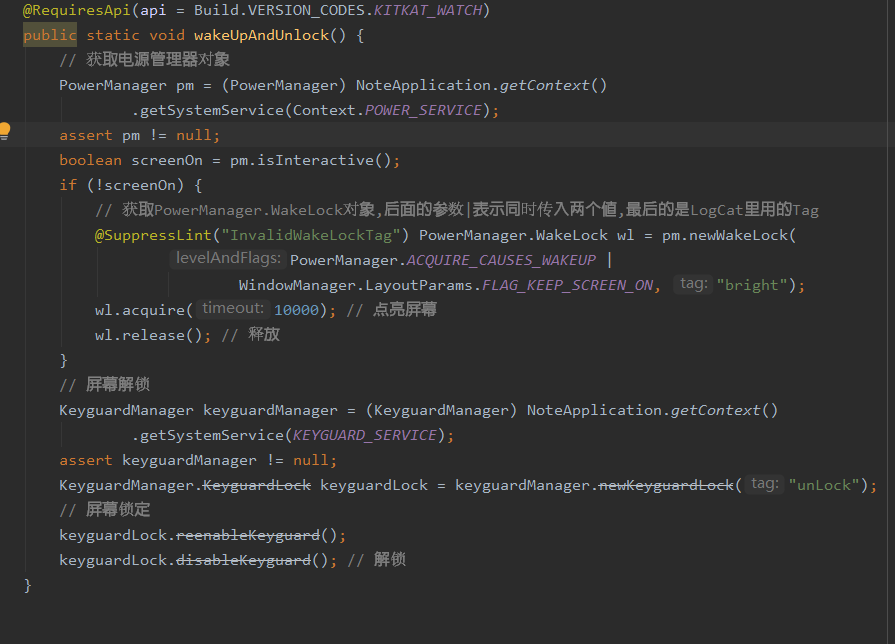 @RequiresApi(api = Build.VERSION_CODES.KITKAT_WATCH)
public static void wakeUpAndUnlock() {
// 获取电源管理器对象
PowerManager pm = (PowerManager) NoteApplication.getContext()
.getSystemService(Context.POWER_SERVICE);
assert pm != null;
boolean screenOn = pm.isInteractive();
if (!screenOn) {
// 获取PowerManager.WakeLock对象,后面的参数|表示同时传入两个值,最后的是LogCat里用的Tag
@SuppressLint("InvalidWakeLockTag") PowerManager.WakeLock wl = pm.newWakeLock(
levelAndFlags: PowerManager.ACQUIRE_CAUSES_WAKEUP |
WindowManager.LayoutParams.FLAG_KEEP_SCREEN_ON, tag: "bright");
wl.acquire( timeout: 10000); // 点亮屏幕
wl.release(); // 释放
}
// 屏幕解锁
KeyguardManager keyguardManager = (KeyguardManager) NoteApplication.getContext()
.getSystemService(KEYGUARD_SERVICE);
assert keyguardManager != null;
KeyguardManager.KeyguardLock keyguardLock = keyguardManager.newKeyguardLock( tag: "unLock");
// 屏幕锁定
keyguardLock.reenableKeyguard();
keyguardLock.disableKeyguard(); // 解锁
}